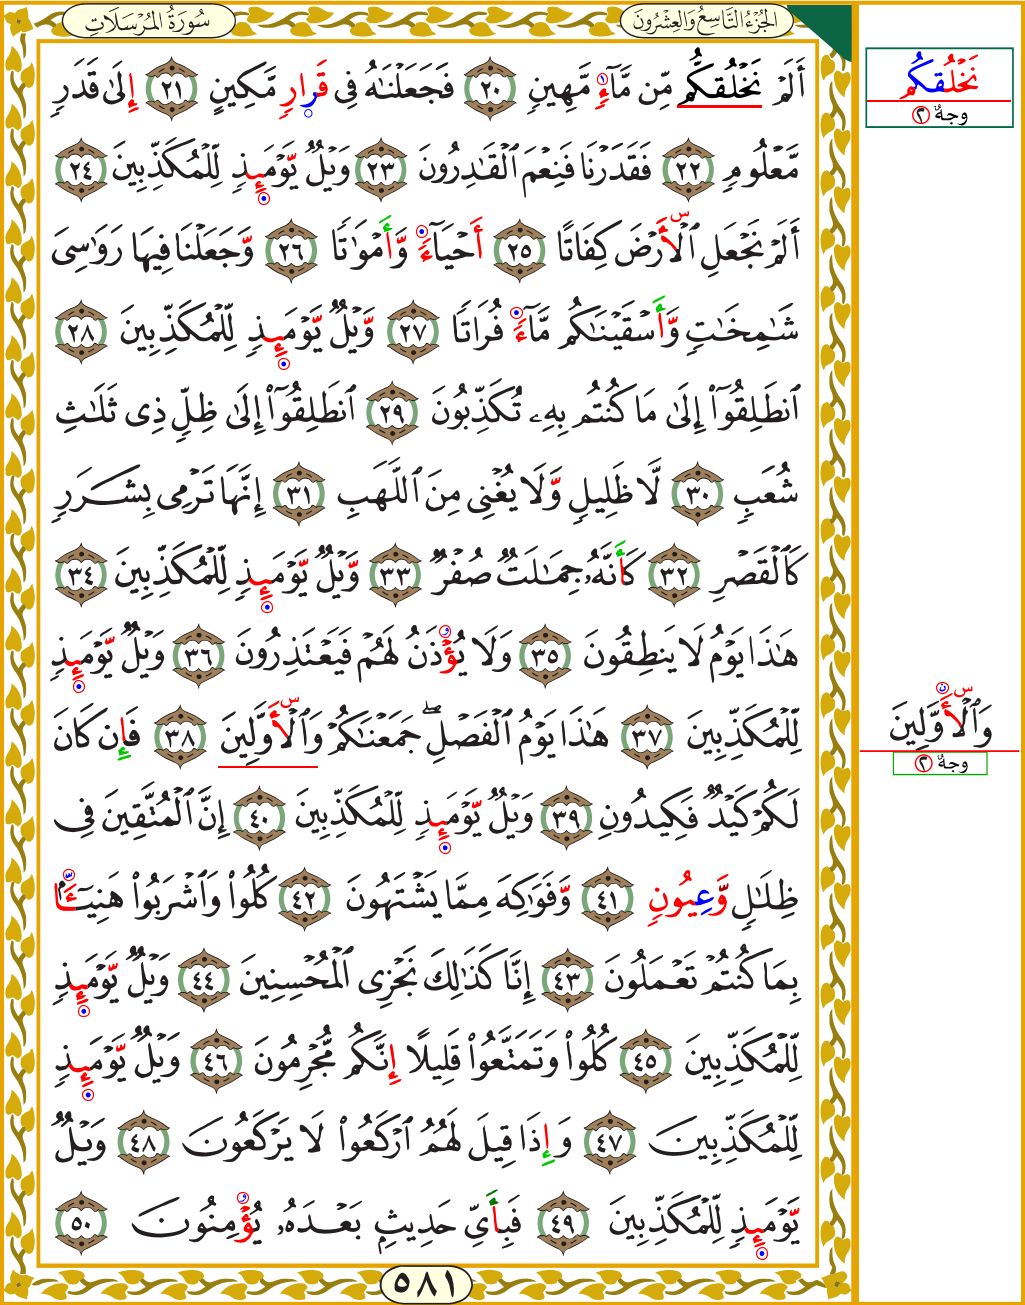 سُورَةُ المُرْسَلَاتِ
الجُزْءُ التَّاسِعُ وَالعِشْرُونَ
أَلَمۡ نَخۡلُقكُّم مِّن مَّآءٖ مَّهِينٖ ٢٠ فَجَعَلۡنَٰهُ فِي قَرَارٖ مَّكِينٍ ٢١ إِلَىٰ قَدَرٖ
مَّعۡلُومٖ ٢٢ فَقَدَرۡنَا فَنِعۡمَ ٱلۡقَٰدِرُونَ ٢٣ وَيۡلٞ يَوۡمَئِذٖ لِّلۡمُكَذِّبِينَ ٢٤
أَلَمۡ نَجۡعَلِ ٱلۡأَرۡضَ كِفَاتًا ٢٥ أَحۡيَآءٗ وَأَمۡوَٰتٗا ٢٦ وَجَعَلۡنَا فِيهَا رَوَٰسِيَ
شَٰمِخَٰتٖ وَأَسۡقَيۡنَٰكُم مَّآءٗ فُرَاتٗا ٢٧ وَيۡلٞ يَوۡمَئِذٖ لِّلۡمُكَذِّبِينَ ٢٨
ٱنطَلِقُوٓاْ إِلَىٰ مَا كُنتُم بِهِۦ تُكَذِّبُونَ ٢٩ ٱنطَلِقُوٓاْ إِلَىٰ ظِلّٖ ذِي ثَلَٰثِ
شُعَبٖ ٣٠ لَّا ظَلِيلٖ وَلَا يُغۡنِي مِنَ ٱللَّهَبِ ٣١ إِنَّهَا تَرۡمِي بِشَرَرٖ
كَٱلۡقَصۡرِ ٣٢ كَأَنَّهُۥ جِمَٰلَتٞ صُفۡرٞ ٣٣ وَيۡلٞ يَوۡمَئِذٖ لِّلۡمُكَذِّبِينَ ٣٤
هَٰذَا يَوۡمُ لَا يَنطِقُونَ ٣٥ وَلَا يُؤۡذَنُ لَهُمۡ فَيَعۡتَذِرُونَ ٣٦ وَيۡلٞ يَوۡمَئِذٖ
لِّلۡمُكَذِّبِينَ ٣٧ هَٰذَا يَوۡمُ ٱلۡفَصۡلِۖ جَمَعۡنَٰكُمۡ وَٱلۡأَوَّلِينَ ٣٨ فَإِن كَانَ
لَكُمۡ كَيۡدٞ فَكِيدُونِ ٣٩ وَيۡلٞ يَوۡمَئِذٖ لِّلۡمُكَذِّبِينَ ٤٠ إِنَّ ٱلۡمُتَّقِينَ فِي
ظِلَٰلٖ وَعِيُونٖ ٤١ وَفَوَٰكِهَ مِمَّا يَشۡتَهُونَ ٤٢ كُلُواْ وَٱشۡرَبُواْ هَنِيٓـَٔۢا
بِمَا كُنتُمۡ تَعۡمَلُونَ ٤٣ إِنَّا كَذَٰلِكَ نَجۡزِي ٱلۡمُحۡسِنِينَ ٤٤ وَيۡلٞ يَوۡمَئِذٖ
لِّلۡمُكَذِّبِينَ ٤٥ كُلُواْ وَتَمَتَّعُواْ قَلِيلًا إِنَّكُم مُّجۡرِمُونَ ٤٦ وَيۡلٞ يَوۡمَئِذٖ
لِّلۡمُكَذِّبِينَ ٤٧ وَإِذَا قِيلَ لَهُمُ ٱرۡكَعُواْ لَا يَرۡكَعُونَ ٤٨ وَيۡلٞ
يَوۡمَئِذٖ لِّلۡمُكَذِّبِينَ ٤٩ فَبِأَيِّ حَدِيثِۭ بَعۡدَهُۥ يُؤۡمِنُونَ ٥٠
٥٨١
نَخۡلُقكُم
وجهٌ ٢
وَٱلۡأَوَّلِينَ
وجهٌ ٢